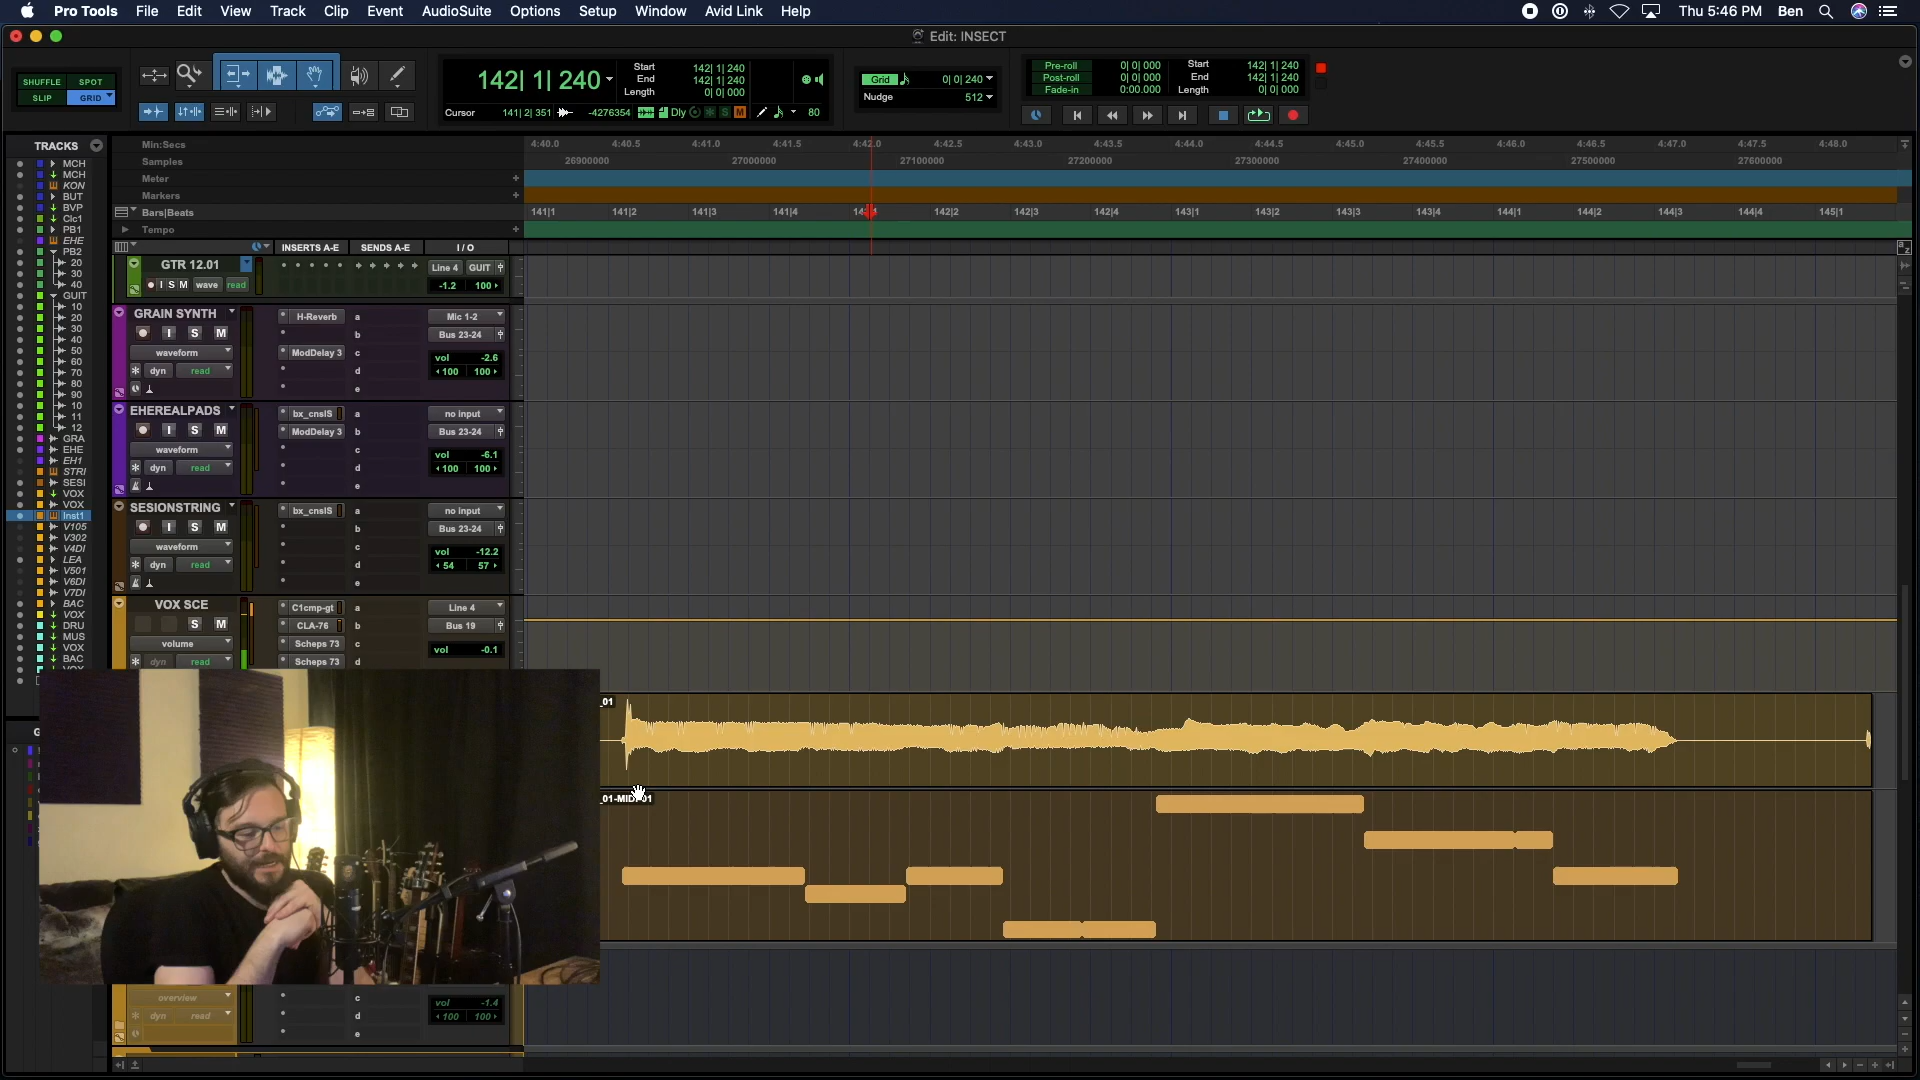 Pro Tools File Edit View Track Clip Event AudioSuite Options Setup Window Avid Link Help Thu 5:46 PM Ben
Edit: INSECT
SHUFFLE SPOT
SLIP GRID
142| 1| 240
Start 142| 1| 240
End 142| 1| 240
Length 0| 0| 000
Cursor 141| 2| 351 -4276354 Dly S M 80
Grid 0| 0| 240
Nudge 512
Pre-roll 0| 0| 000 Start 142| 1| 240
Post-roll 0| 0| 000 End 142| 1| 240
Fade-in 0:00.000 Length 0| 0| 000
TRACKS
MCH
MCH
KON
BUT
BVP
Clc1
PB1
EHE
PB2
20
30
40
GUIT
10
20
30
40
50
60
70
80
90
10
11
12
GRA
EHE
EH1
STRI
SESI
VOX
VOX
Inst1
V105
V302
V4DI
LEA
V501
V6DI
V7DI
BAC
VOX
DRU
MUS
VOX
BAC
Min:Secs 4:40.0 4:40.5 4:41.0 4:41.5 4:42.0 4:42.5 4:43.0 4:43.5 4:44.0 4:44.5 4:45.0 4:45.5 4:46.0 4:46.5 4:47.0 4:47.5 4:48.0
Samples 26900000 27000000 27100000 27200000 27300000 27400000 27500000 27600000
Meter
Markers
Bars|Beats 141|1 141|2 141|3 141|4 142|2 142|3 142|4 143|1 143|2 143|3 143|4 144|1 144|2 144|3 144|4 145|1
Tempo
INSERTS A-E SENDS A-E I / O
GTR 12.01 Line 4 GUIT
I S M wave read -1.2 100
GRAIN SYNTH H-Reverb a Mic 1-2
I S M b Bus 23-24
waveform ModDelay 3 c vol -2.6
dyn read d 100 100
e
EHEREALPADS bx_cnslS a no input
I S M ModDelay 3 b Bus 23-24
waveform c vol -6.1
dyn read d 100 100
e
SESIONSTRING bx_cnslS a no input
I S M b Bus 23-24
waveform c vol -12.2
dyn read d 54 57
e
VOX SCE C1cmp-gt a Line 4
S M CLA-76 b Bus 19
volume Scheps 73 c vol -0.1
dyn read Scheps 73 d
_01
_01-MIDI-01
overview c vol -1.4
dyn read d 100 100
e